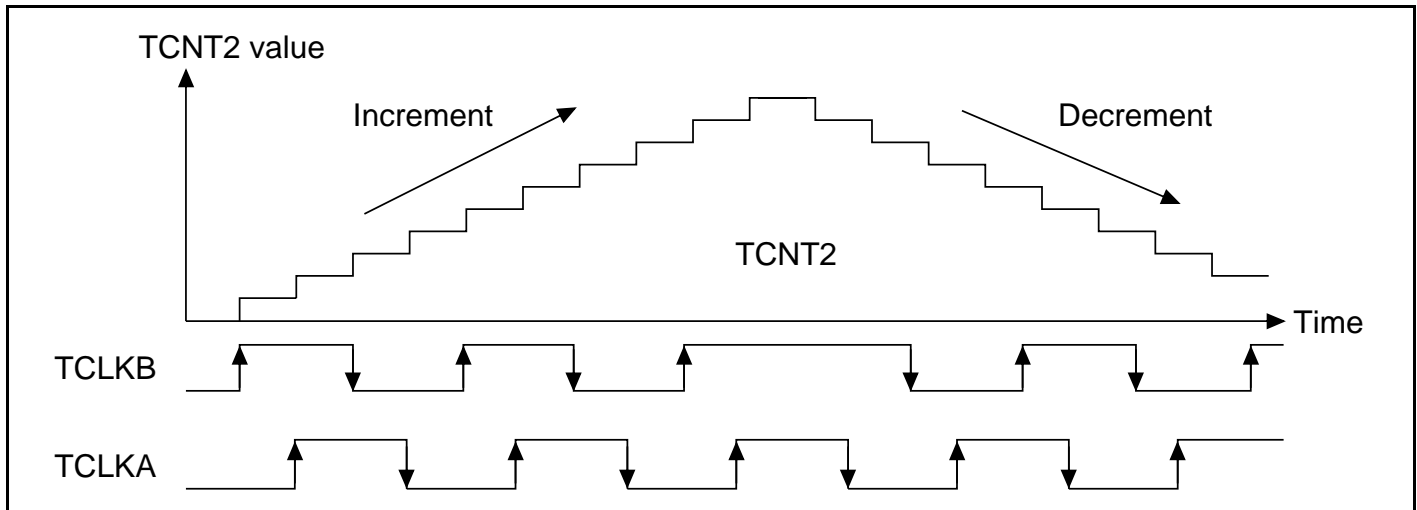 TCNT2 value
Increment
Decrement
TCNT2
Time
TCLKB
TCLKA